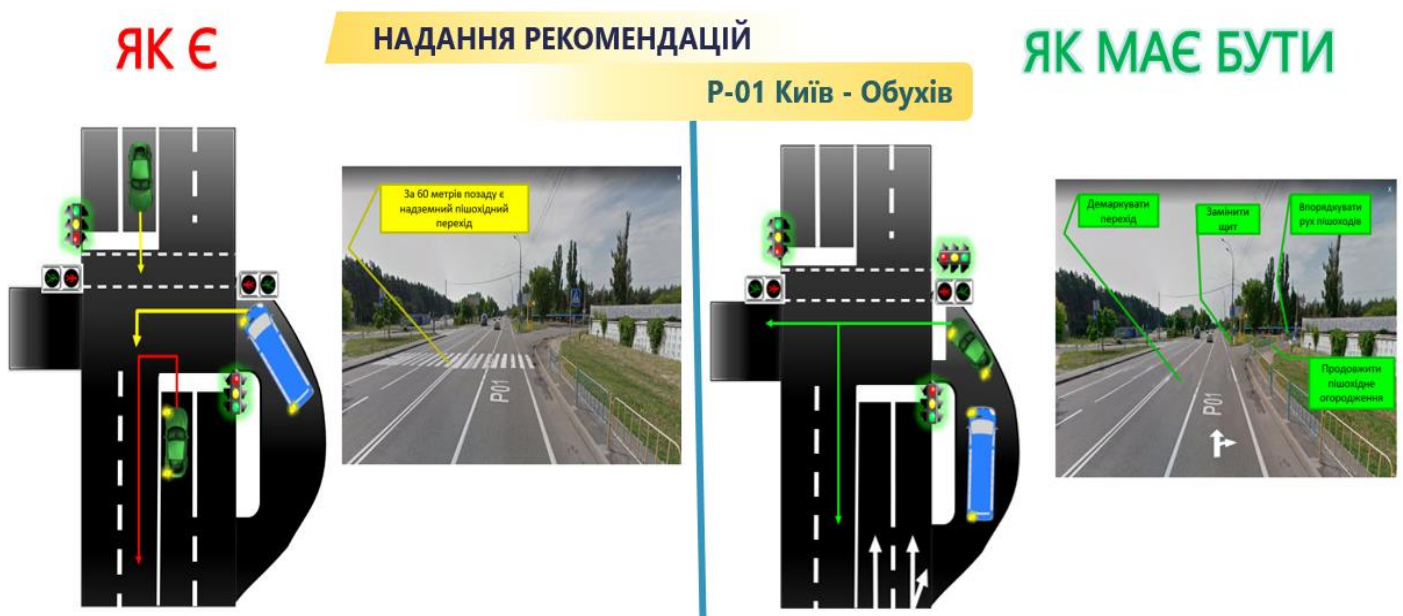 ЯК Є
НАДАННЯ РЕКОМЕНДАЦІЙ
Р-01 Київ - Обухів
ЯК МАЄ БУТИ
За 60 метрів позаду є
надземний пішохідний
перехід
P01
Демаркувати
перехід
Замінити
щит
Впорядкувати
рух пішоходів
Продовжити
пішохідне
огородження
P01